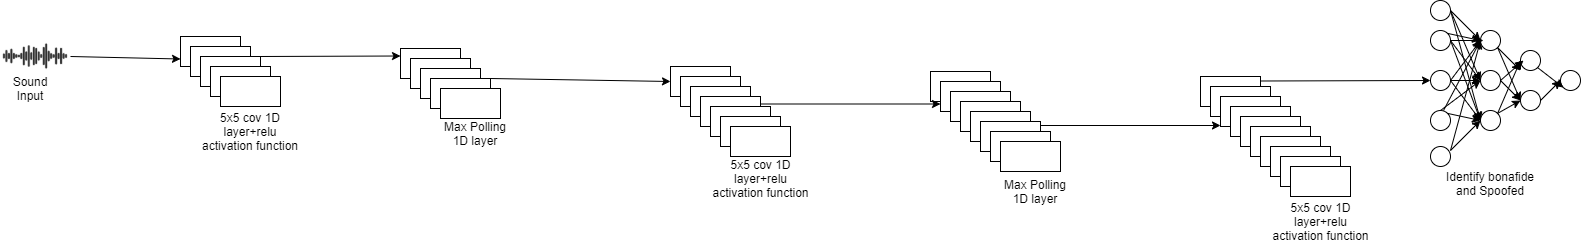 Sound
Input
5x5 cov 1D
layer+relu
activation function
Max Polling
1D layer
5x5 cov 1D
layer+relu
activation function
Max Polling
1D layer
5x5 cov 1D
layer+relu
activation function
Identify bonafide
and Spoofed